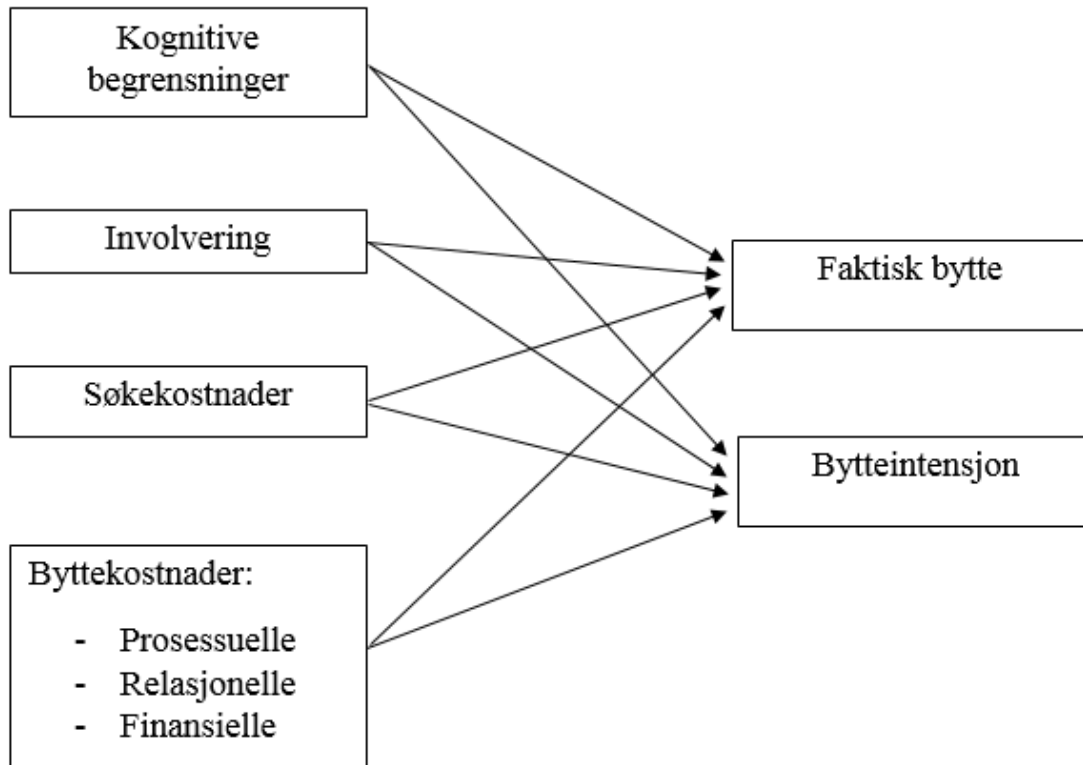 Kognitive
begrensninger
Involvering
Søkekostnader
Byttekostnader:
- Prosessuelle
- Relasjonelle
- Finansielle
Faktisk bytte
Bytteintensjon